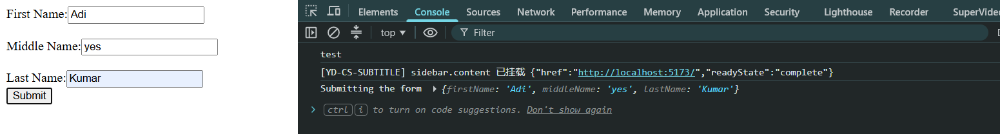 First Name: Adi
Middle Name: yes
Last Name: Kumar
Submit
Elements Console Sources Network Performance Memory Application Security Lighthouse Recorder
top ▼ Filter
test
[YD-CS-SUBTITLE] sidebar.content 已挂载 {"href":"http://localhost:5173/","readyState":"complete"}
Submitting the form ▶ {firstName: 'Adi', middleName: 'yes', lastName: 'Kumar'}
> ctrl i to turn on code suggestions. Don't show again